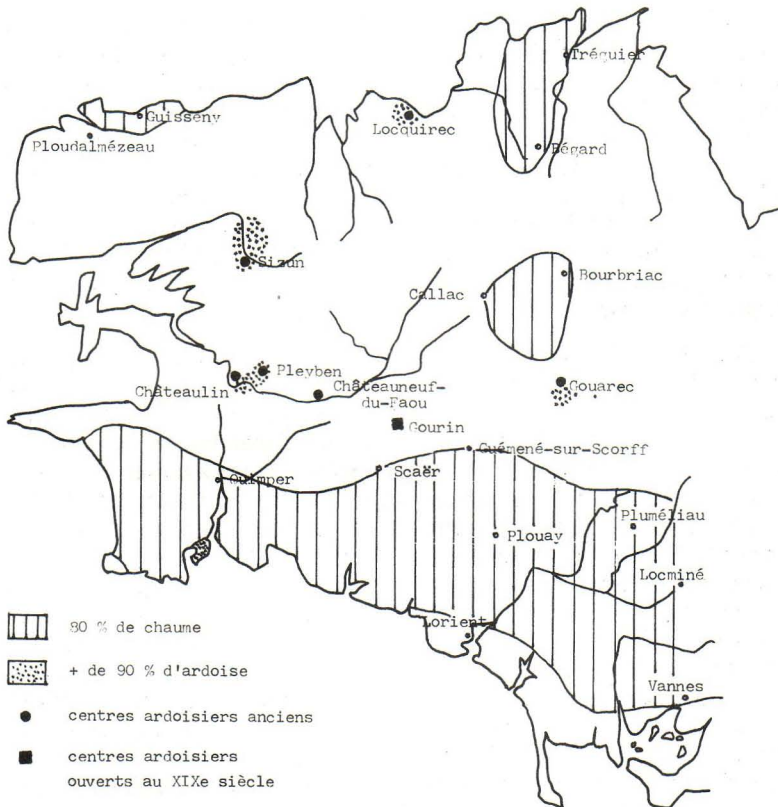 Tréguier
Guissény
Locquirec
Ploudalmézeau
Bégard
Sizun
Bourbriac
Callac
Pleyben
Châteaulin
Châteauneuf-
du-Faou
Gouarec
Gourin
Guémené-sur-Scorff
Scaër
Quimper
Pluméliau
Plouay
Locminé
Lorient
Vannes
80 % de chaume
+ de 90 % d'ardoise
centres ardoisiers anciens
centres ardoisiers
ouverts au XIXe siècle